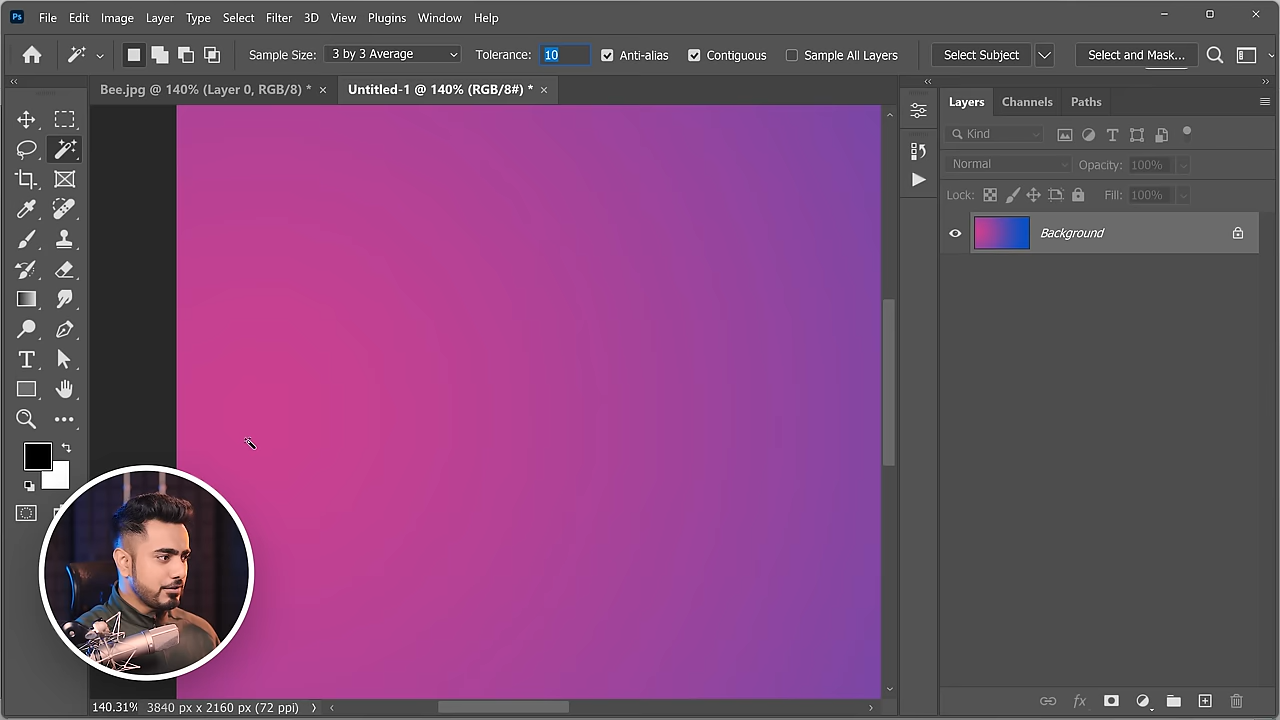 Ps File Edit Image Layer Type Select Filter 3D View Plugins Window Help
Sample Size: 3 by 3 Average Tolerance: 10 Anti-alias Contiguous Sample All Layers Select Subject Select and Mask...
Bee.jpg @ 140% (Layer 0, RGB/8) * × Untitled-1 @ 140% (RGB/8#) * ×
Layers Channels Paths
Kind
Normal Opacity: 100%
Lock: Fill: 100%
Background
140.31% 3840 px x 2160 px (72 ppi)